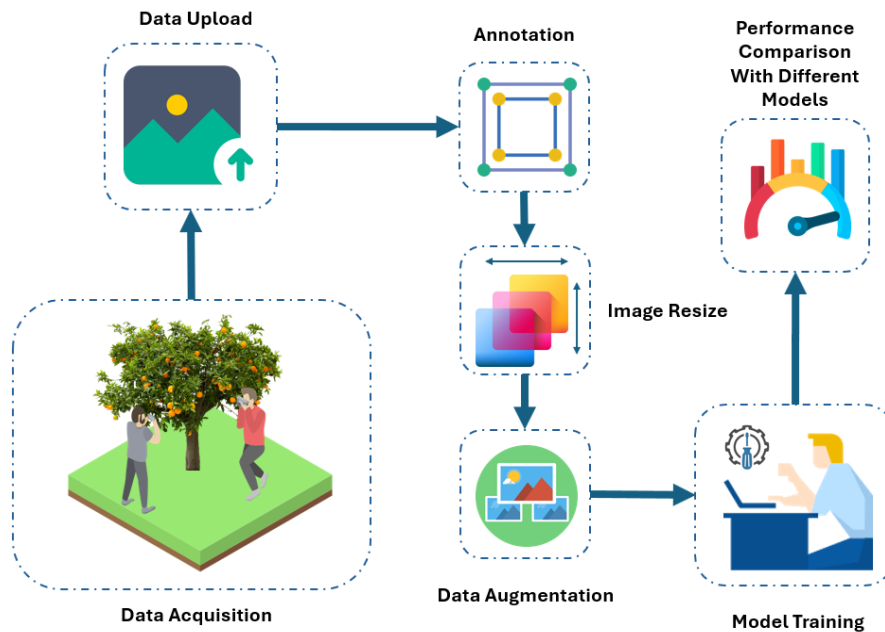 Data Upload
Annotation
Performance
Comparison
With Different
Models
Image Resize
Data Acquisition
Data Augmentation
Model Training